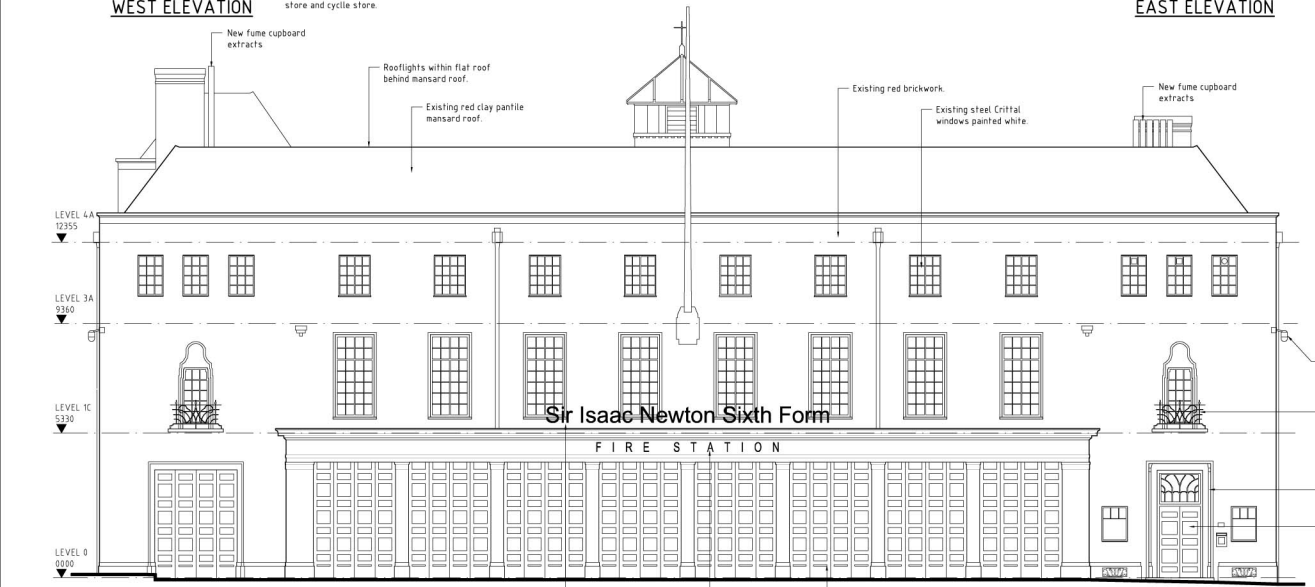 WEST ELEVATION
store and cyclle store.
EAST ELEVATION
New fume cupboard
extracts
Rooflights within flat roof
behind mansard roof.
Existing red clay pantile
mansard roof.
Existing red brickwork.
Existing steel Crittal
windows painted white.
New fume cupboard
extracts
LEVEL 4A
12355
LEVEL 3A
9360
LEVEL 1C
5330
Sir Isaac Newton Sixth Form
FIRE STATION
LEVEL 0
0000